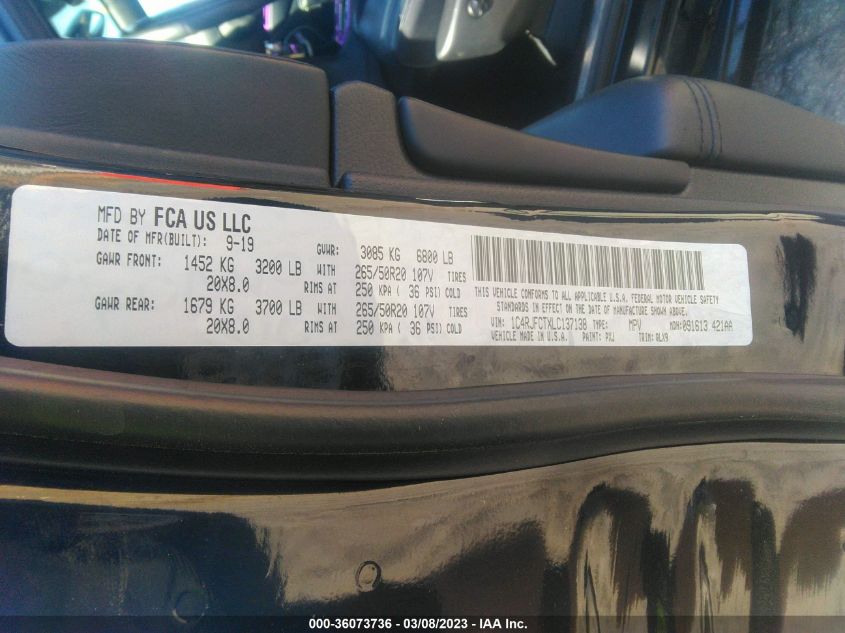 MFD BY FCA US LLC
DATE OF MFR(BUILT): 9-19 GVWR: 3085 KG 6800 LB
GAWR FRONT: 1452 KG 3200 LB WITH 265/50R20 107V TIRES
20X8.0 RIMS AT 250 KPA ( 36 PSI) COLD
GAWR REAR: 1679 KG 3700 LB WITH 265/50R20 107V TIRES
20X8.0 RIMS AT 250 KPA ( 36 PSI) COLD
THIS VEHICLE CONFORMS TO ALL APPLICABLE U.S.A. FEDERAL MOTOR VEHICLE SAFETY
STANDARDS IN EFFECT ON THE DATE OF MANUFACTURE SHOWN ABOVE.
VIN: 1C4RJFCTXLC137138 TYPE: MPV MDH: 091613 421AA
VEHICLE MADE IN U.S.A. PAINT: PXJ TRIM: QLX9
000-36073736 - 03/08/2023 - IAA Inc.